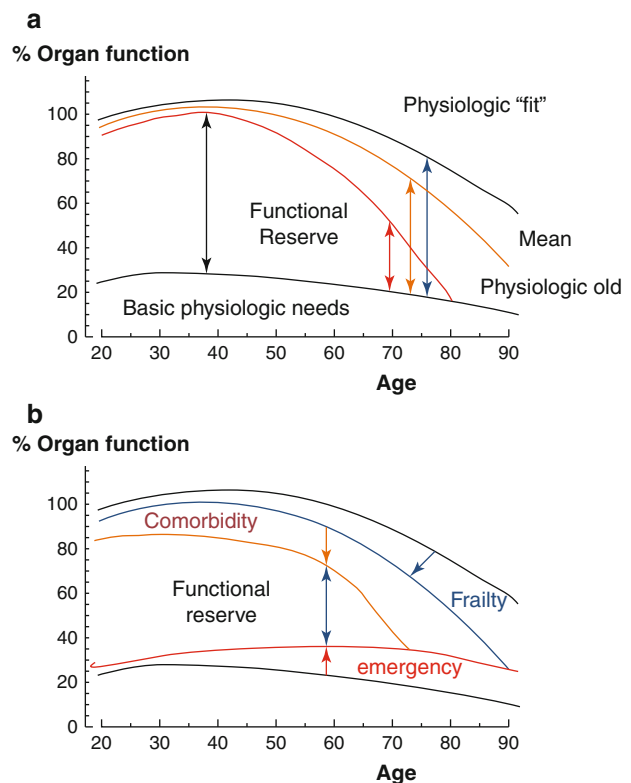 a
% Organ function
100
80
60
40
20
0
Physiologic “fit”
Functional
Reserve
Mean
Physiologic old
Basic physiologic needs
20 30 40 50 60 70 80 90
Age
b
% Organ function
100
80
60
40
20
0
Comorbidity
Functional
reserve
Frailty
emergency
20 30 40 50 60 70 80 90
Age